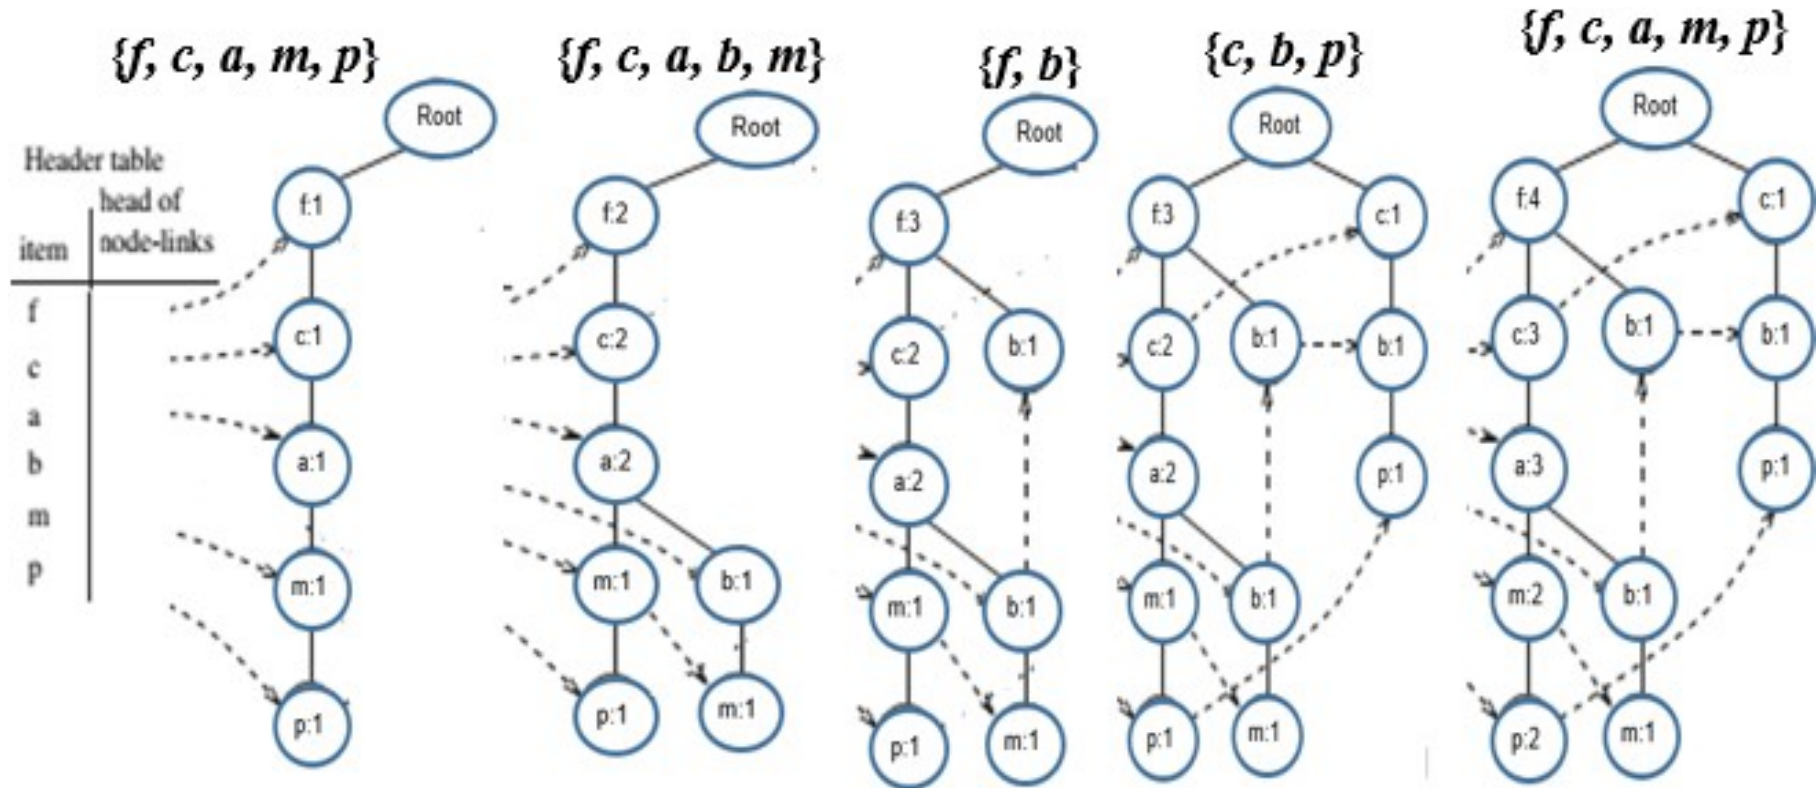 {f, c, a, m, p}
{f, c, a, b, m}
{f, b}
{c, b, p}
{f, c, a, m, p}
Header table
item
head of
node-links
f
c
a
b
m
p
Root
f:1
c:1
a:1
m:1
p:1
Root
f:2
c:2
a:2
m:1
b:1
p:1
m:1
Root
f:3
c:2
b:1
a:2
m:1
b:1
p:1
m:1
Root
f:3
c:1
c:2
b:1
b:1
a:2
p:1
m:1
b:1
p:1
m:1
Root
f:4
c:1
c:3
b:1
b:1
a:3
p:1
m:2
b:1
p:2
m:1